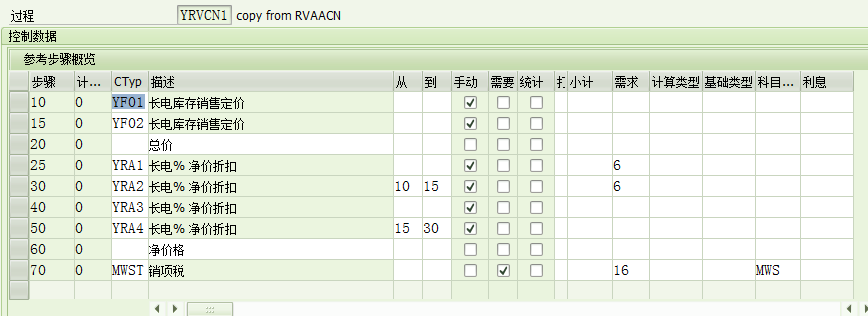 过程 YRVCN1 copy from RVAACN
控制数据
参考步骤概览
步骤 计... CTyp 描述 从 到 手动 需要 统计 打 小计 需求 计算类型 基础类型 科目... 利息
10 0 YF01 长电库存销售定价
15 0 YF02 长电库存销售定价
20 0 总价
25 0 YRA1 长电% 净价折扣 6
30 0 YRA2 长电% 净价折扣 10 15 6
40 0 YRA3 长电% 净价折扣
50 0 YRA4 长电% 净价折扣 15 30
60 0 净价格
70 0 MWST 销项税 16 MWS